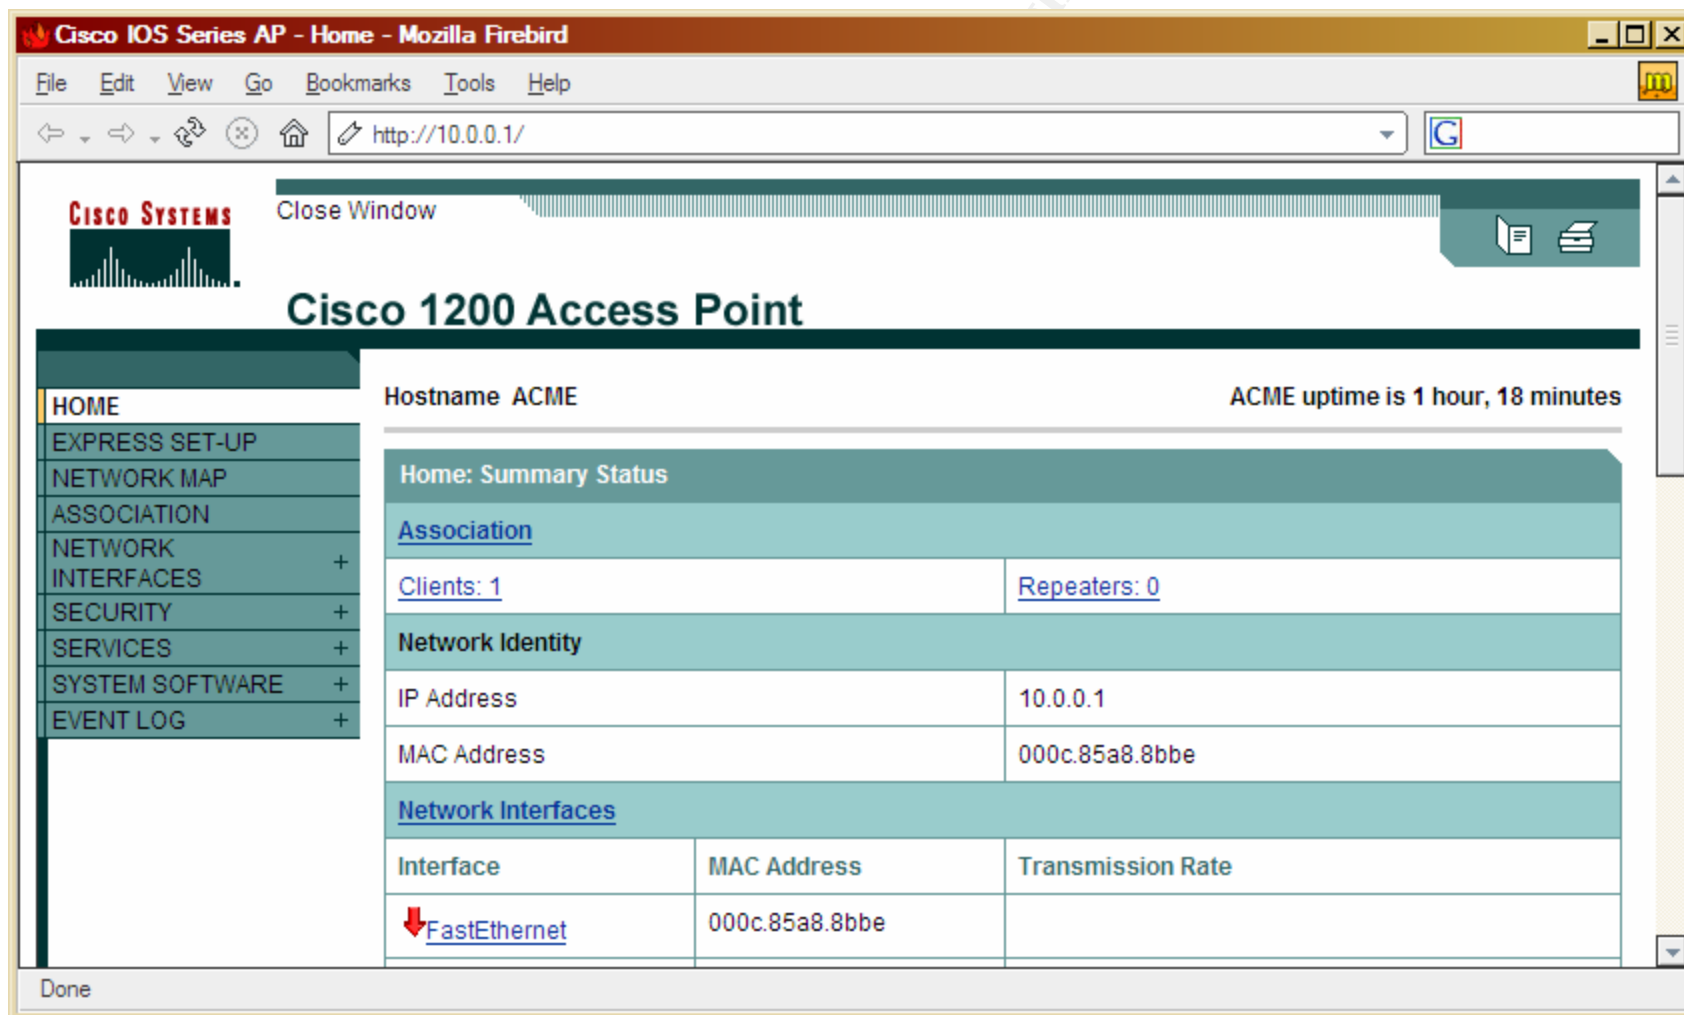 Cisco IOS Series AP - Home - Mozilla Firebird
File Edit View Go Bookmarks Tools Help
http://10.0.0.1/
G
CISCO SYSTEMS
Close Window
Cisco 1200 Access Point
HOME
EXPRESS SET-UP
NETWORK MAP
ASSOCIATION
NETWORK
INTERFACES +
SECURITY +
SERVICES +
SYSTEM SOFTWARE +
EVENT LOG +
Hostname ACME
ACME uptime is 1 hour, 18 minutes
Home: Summary Status
Association
Clients: 1 Repeaters: 0
Network Identity
IP Address 10.0.0.1
MAC Address 000c.85a8.8bbe
Network Interfaces
Interface MAC Address Transmission Rate
FastEthernet 000c.85a8.8bbe
Done